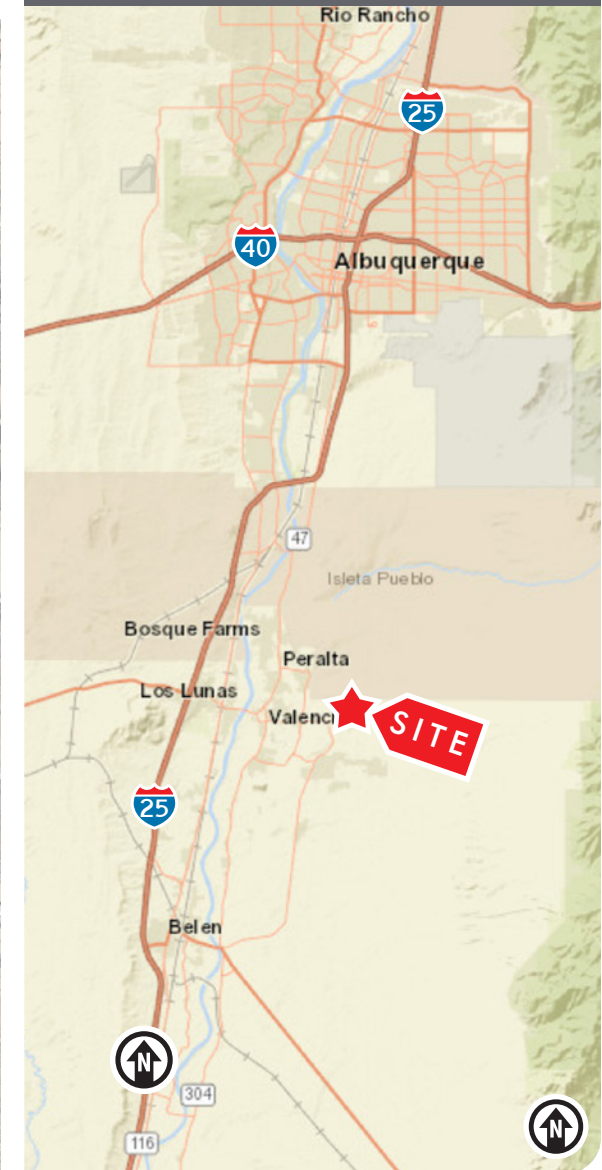 Rio Rancho
25
40
Albuquerque
47
Isleta Pueblo
Bosque Farms
Peralta
Los Lunas
Valenci
SITE
25
Belen
N
304
N
116